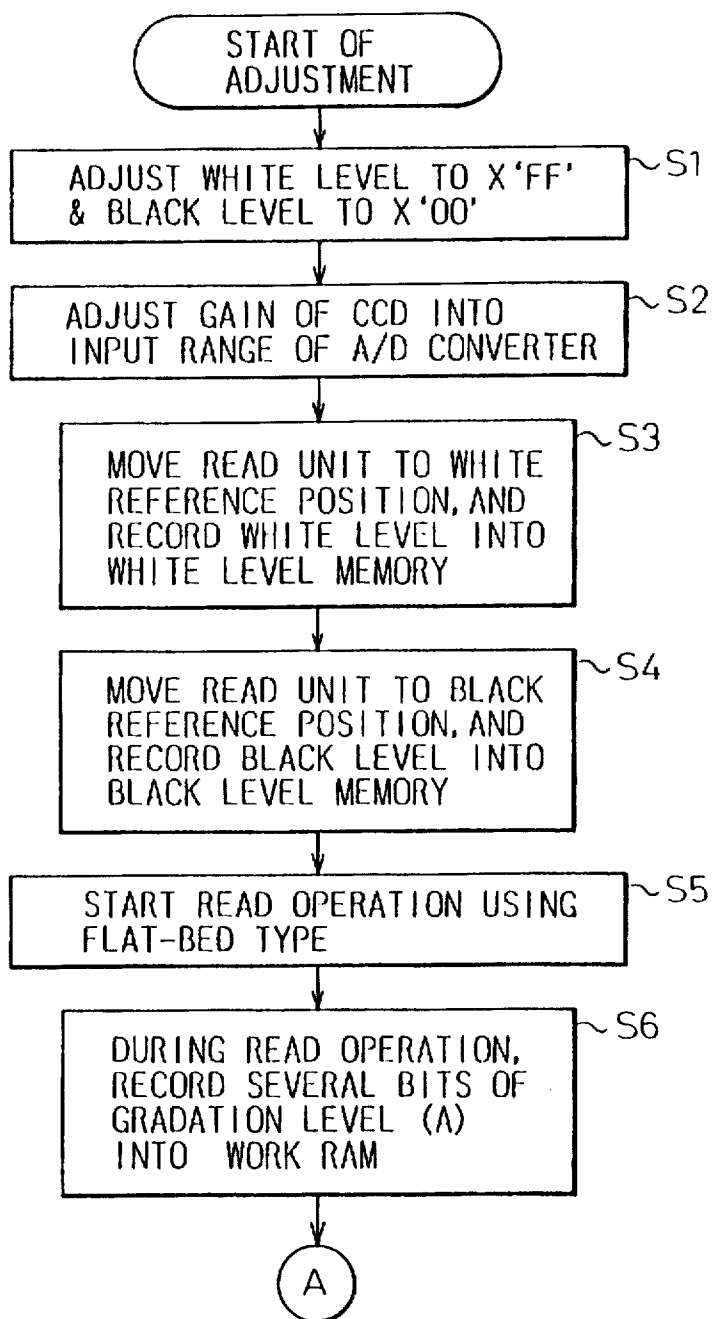 START OF
ADJUSTMENT
S1
ADJUST WHITE LEVEL TO X'FF'
& BLACK LEVEL TO X'00'
S2
ADJUST GAIN OF CCD INTO
INPUT RANGE OF A/D CONVERTER
S3
MOVE READ UNIT TO WHITE
REFERENCE POSITION, AND
RECORD WHITE LEVEL INTO
WHITE LEVEL MEMORY
S4
MOVE READ UNIT TO BLACK
REFERENCE POSITION, AND
RECORD BLACK LEVEL INTO
BLACK LEVEL MEMORY
S5
START READ OPERATION USING
FLAT-BED TYPE
S6
DURING READ OPERATION,
RECORD SEVERAL BITS OF
GRADATION LEVEL (A)
INTO WORK RAM
A